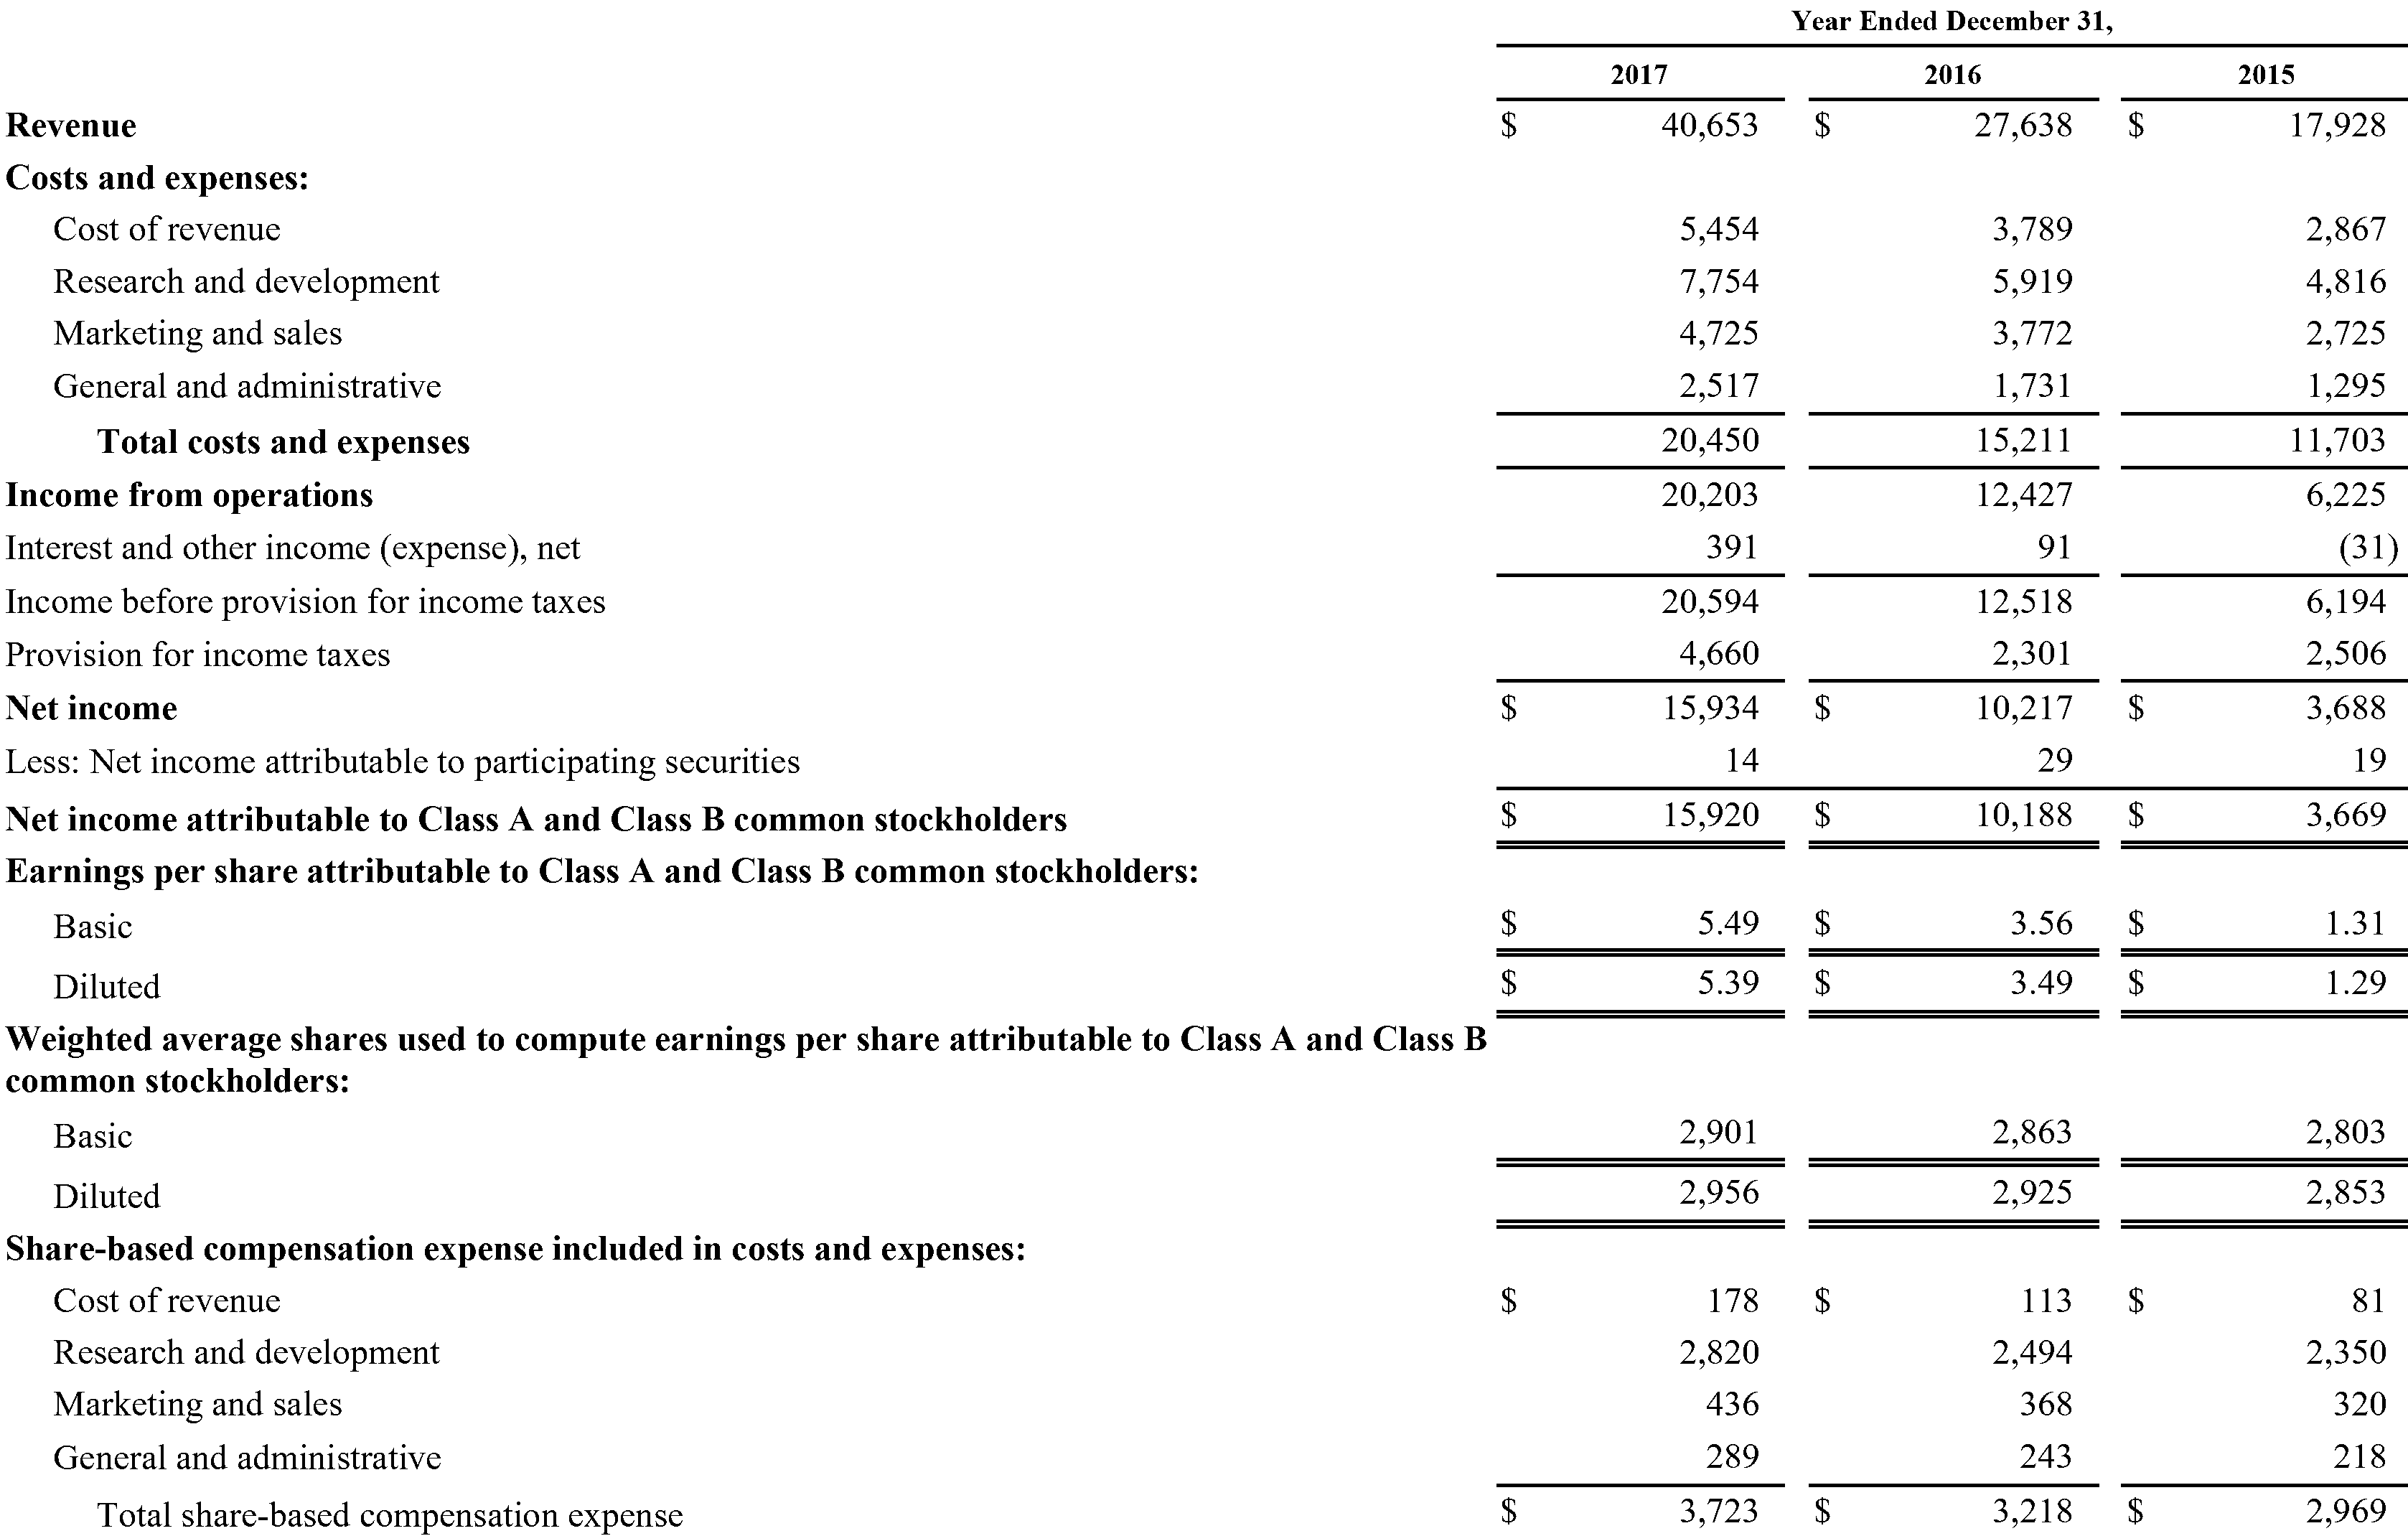 Year Ended December 31,
2017 2016 2015
Revenue $ 40,653 $ 27,638 $ 17,928
Costs and expenses:
Cost of revenue 5,454 3,789 2,867
Research and development 7,754 5,919 4,816
Marketing and sales 4,725 3,772 2,725
General and administrative 2,517 1,731 1,295
Total costs and expenses 20,450 15,211 11,703
Income from operations 20,203 12,427 6,225
Interest and other income (expense), net 391 91 (31)
Income before provision for income taxes 20,594 12,518 6,194
Provision for income taxes 4,660 2,301 2,506
Net income $ 15,934 $ 10,217 $ 3,688
Less: Net income attributable to participating securities 14 29 19
Net income attributable to Class A and Class B common stockholders $ 15,920 $ 10,188 $ 3,669
Earnings per share attributable to Class A and Class B common stockholders:
Basic $ 5.49 $ 3.56 $ 1.31
Diluted $ 5.39 $ 3.49 $ 1.29
Weighted average shares used to compute earnings per share attributable to Class A and Class B
common stockholders:
Basic 2,901 2,863 2,803
Diluted 2,956 2,925 2,853
Share-based compensation expense included in costs and expenses:
Cost of revenue $ 178 $ 113 $ 81
Research and development 2,820 2,494 2,350
Marketing and sales 436 368 320
General and administrative 289 243 218
Total share-based compensation expense $ 3,723 $ 3,218 $ 2,969